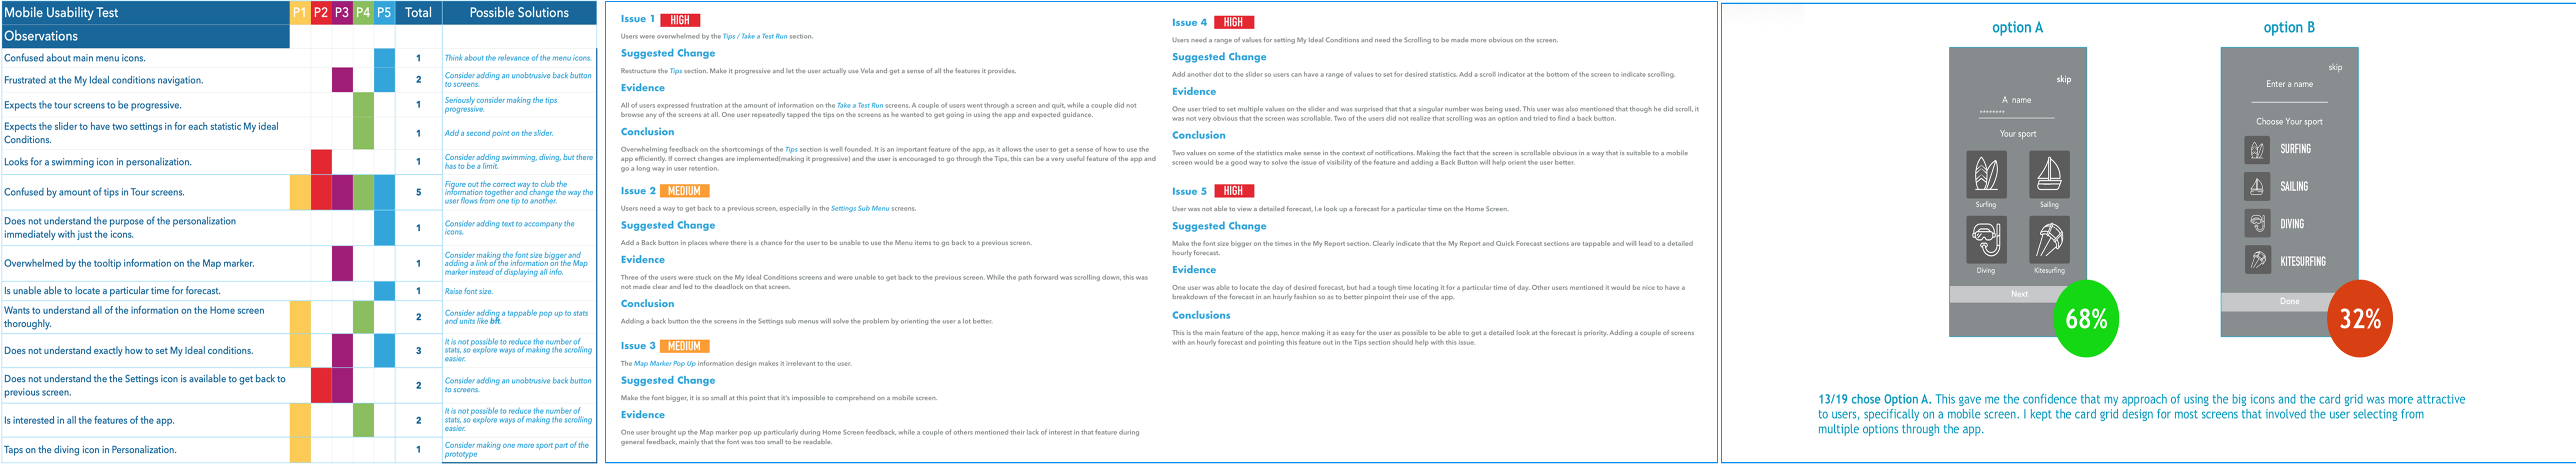 Mobile Usability Test P1 P2 P3 P4 P5 Total Possible Solutions
Observations
Confused about main menu icons. 1 Think about the relevance of the menu icons.
Frustrated at the My Ideal conditions navigation. 2 Consider adding an unobtrusive back button
to screens.
Expects the tour screens to be progressive. 1 Seriously consider making the tips
progressive.
Expects the slider to have two settings in for each statistic My ideal
Conditions. 1 Add a second point on the slider.
Looks for a swimming icon in personalization. 1 Consider adding swimming, diving, but there
has to be a limit.
Confused by amount of tips in Tour screens. 5 Figure out the correct way to club the
information together and change the way the
user flows from one tip to another.
Does not understand the purpose of the personalization
immediately with just the icons. 1 Consider adding text to accompany the
icons.
Overwhelmed by the tooltip information on the Map marker. 1 Consider making the font size bigger and
adding a link of the information on the Map
marker instead of displaying all info.
Is unable able to locate a particular time for forecast. 1 Raise font size.
Wants to understand all of the information on the Home screen
thoroughly. 2 Consider adding a tappable pop up to stats
and units like bft.
Does not understand exactly how to set My Ideal conditions. 3 It is not possible to reduce the number of
stats, so explore ways of making the scrolling
easier.
Does not understand the the Settings icon is available to get back to
previous screen. 2 Consider adding an unobtrusive back button
to screens.
Is interested in all the features of the app. 2 It is not possible to reduce the number of
stats, so explore ways of making the scrolling
easier.
Taps on the diving icon in Personalization. 1 Consider making one more sport part of the
prototype
Issue 1 HIGH
Users were overwhelmed by the Tips / Take a Test Run section.
Suggested Change
Restructure the Tips section. Make it progressive and let the user actually use Vela and get a sense of all the features it provides.
Evidence
All of users expressed frustration at the amount of information on the Take a Test Run screens. A couple of users went through a screen and quit, while a couple did not
browse any of the screens at all. One user repeatedly tapped the tips on the screens as he wanted to get going in using the app and expected guidance.
Conclusion
Overwhelming feedback on the shortcomings of the Tips section is well founded. It is an important feature of the app, as it allows the user to get a sense of how to use the
app efficiently. If correct changes are implemented(making it progressive) and the user is encouraged to go through the Tips, this can be a very useful feature of the app and
go a long way in user retention.
Issue 2 MEDIUM
Users need a way to get back to a previous screen, especially in the Settings Sub Menu screens.
Suggested Change
Add a Back button in places where there is a chance for the user to be unable to use the Menu items to go back to a previous screen.
Evidence
Three of the users were stuck on the My Ideal Conditions screens and were unable to get back to the previous screen. While the path forward was scrolling down, this was
not made clear and led to the deadlock on that screen.
Conclusion
Adding a back button the the screens in the Settings sub menus will solve the problem by orienting the user a lot better.
Issue 3 MEDIUM
The Map Marker Pop Up information design makes it irrelevant to the user.
Suggested Change
Make the font bigger, it is so small at this point that it's impossible to comprehend on a mobile screen.
Evidence
One user brought up the Map marker pop up particularly during Home Screen feedback, while a couple of others mentioned their lack of interest in that feature during
general feedback, mainly that the font was too small to be readable.
Issue 4 HIGH
Users need a range of values for setting My Ideal Conditions and need the Scrolling to be made more obvious on the screen.
Suggested Change
Add another dot to the slider so users can have a range of values to set for desired statistics. Add a scroll indicator at the bottom of the screen to indicate scrolling.
Evidence
One user tried to set multiple values on the slider and was surprised that that a singular number was being used. This user was also mentioned that though he did scroll, it
was not very obvious that the screen was scrollable. Two of the users did not realize that scrolling was an option and tried to find a back button.
Conclusion
Two values on some of the statistics make sense in the context of notifications. Making the fact that the screen is scrollable obvious in a way that is suitable to a mobile
screen would be a good way to solve the issue of visibility of the feature and adding a Back Button will help orient the user better.
Issue 5 HIGH
User was not able to view a detailed forecast, I.e look up a forecast for a particular time on the Home Screen.
Suggested Change
Make the font size bigger on the times in the My Report section. Clearly indicate that the My Report and Quick Forecast sections are tappable and will lead to a detailed
hourly forecast.
Evidence
One user was able to locate the day of desired forecast, but had a tough time locating it for a particular time of day. Other users mentioned it would be nice to have a
breakdown of the forecast in an hourly fashion so as to better pinpoint their use of the app.
Conclusions
This is the main feature of the app, hence making it as easy for the user as possible to be able to get a detailed look at the forecast is priority. Adding a couple of screens
with an hourly forecast and pointing this feature out in the Tips section should help with this issue.
option A
skip
A name
********
Your sport
Surfing Sailing
Diving Kitesurfing
Next
68%
option B
skip
Enter a name
Choose Your sport
SURFING
SAILING
DIVING
KITESURFING
Done
32%
13/19 chose Option A. This gave me the confidence that my approach of using the big icons and the card grid was more attractive
to users, specifically on a mobile screen. I kept the card grid design for most screens that involved the user selecting from
multiple options through the app.